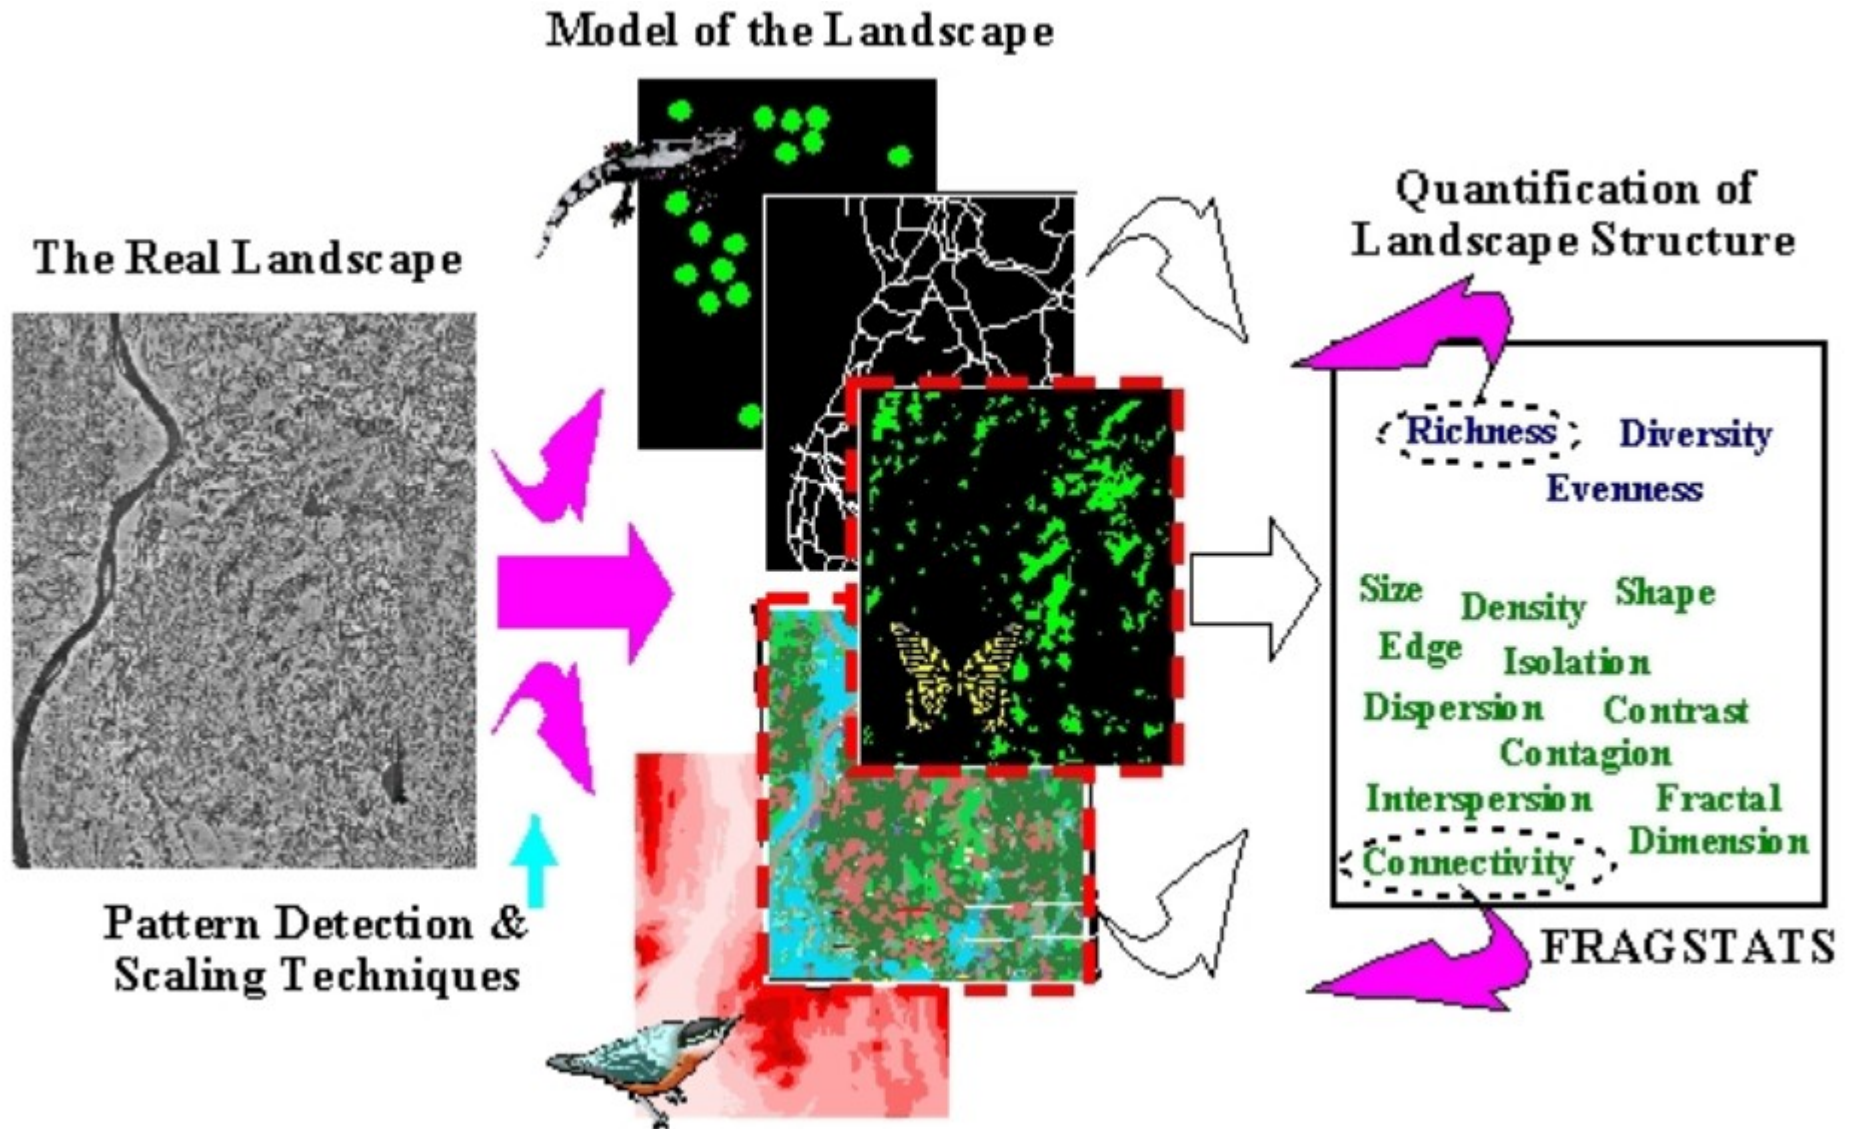 Model of the Landscape
The Real Landscape
Pattern Detection &
Scaling Techniques
Quantification of
Landscape Structure
Richness Diversity
Evenness
Size Density Shape
Edge Isolation
Dispersion Contrast
Contagion
Interspersion Fractal
Dimension
Connectivity
FRAGSTATS